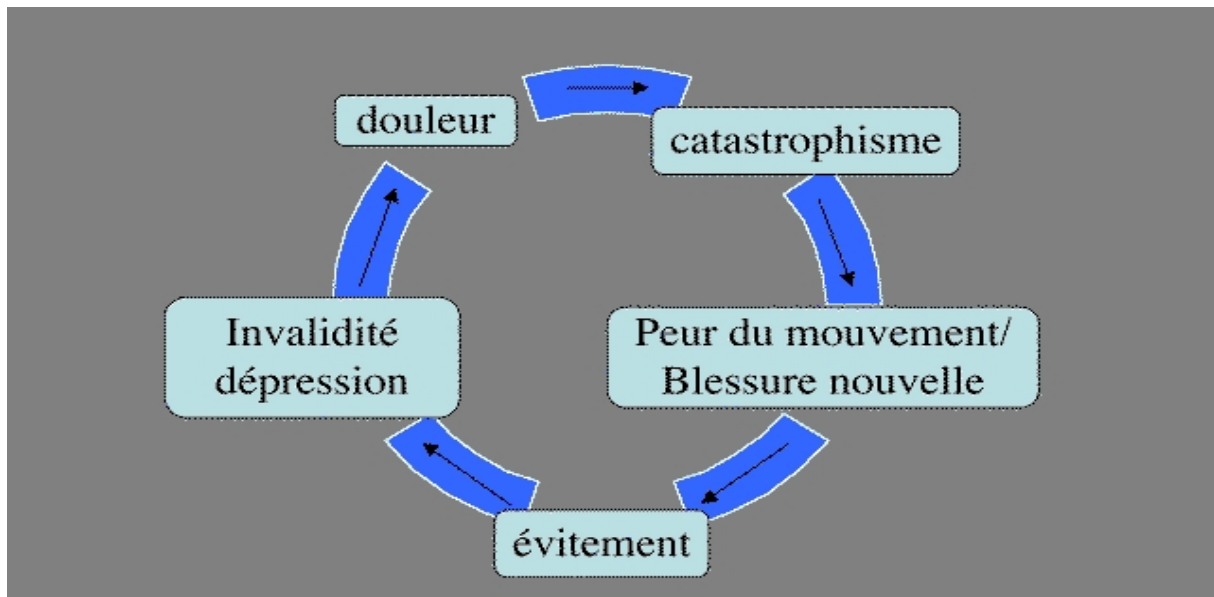 douleur
catastrophisme
Peur du mouvement/
Blessure nouvelle
évitement
Invalidité
dépression